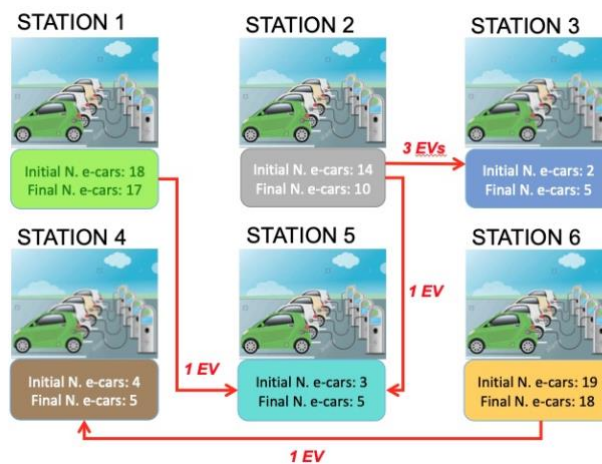 STATION 1
STATION 2
STATION 3
Initial N. e-cars: 18
Final N. e-cars: 17
Initial N. e-cars: 14
Final N. e-cars: 10
3 EVs
Initial N. e-cars: 2
Final N. e-cars: 5
STATION 4
STATION 5
STATION 6
1 EV
1 EV
Initial N. e-cars: 4
Final N. e-cars: 5
Initial N. e-cars: 3
Final N. e-cars: 5
Initial N. e-cars: 19
Final N. e-cars: 18
1 EV